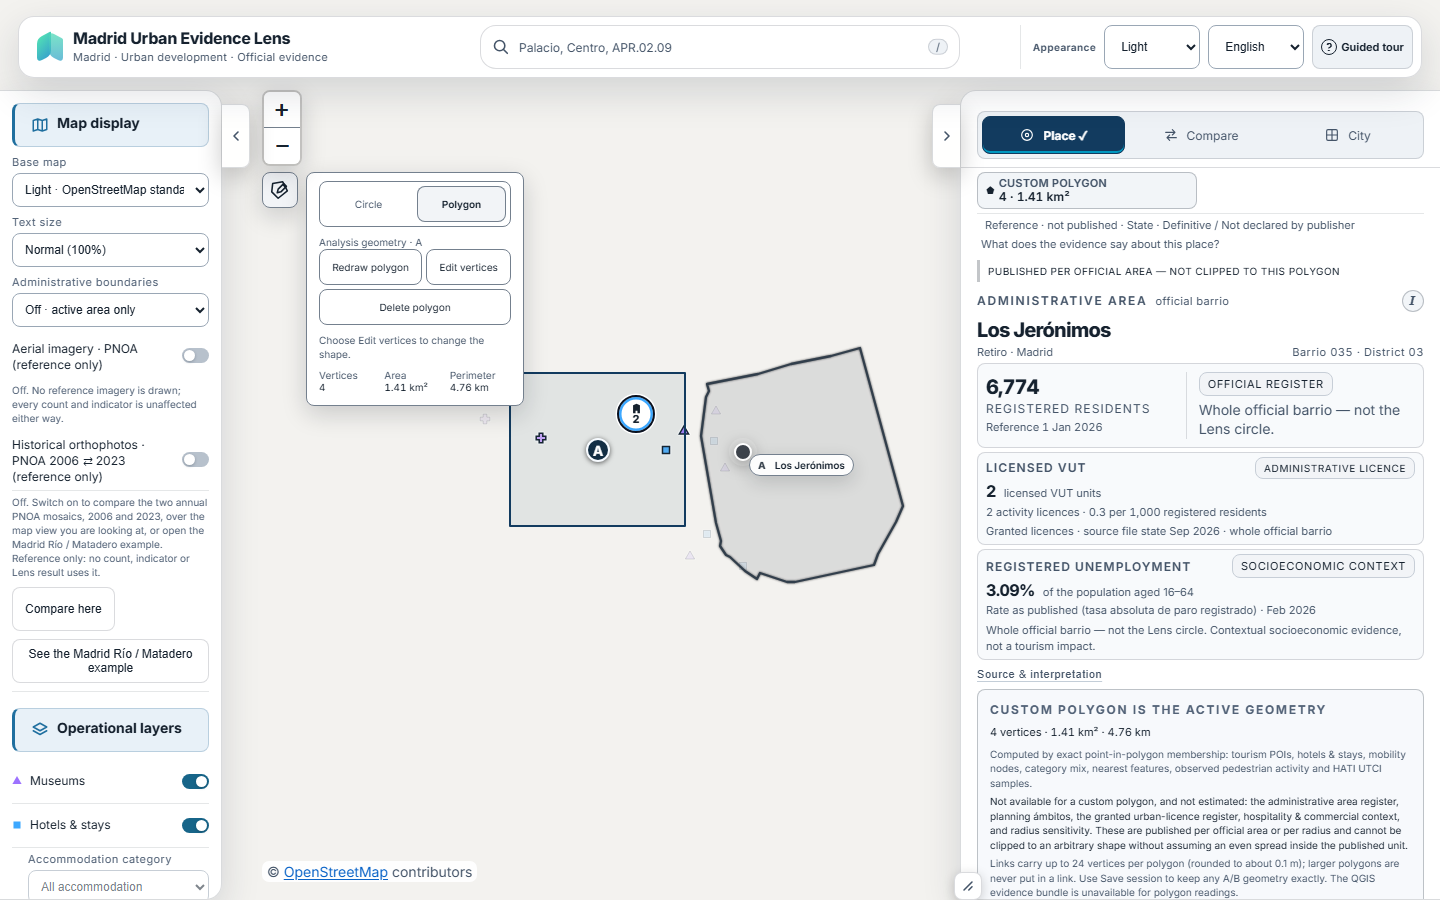 Madrid Urban Evidence Lens
Madrid · Urban development · Official evidence
Palacio, Centro, APR.02.09
/
Appearance
Light
English
? Guided tour
Map display
Base map
Light · OpenStreetMap standa
Text size
Normal (100%)
Administrative boundaries
Off · active area only
Aerial imagery · PNOA
(reference only)
Off. No reference imagery is drawn;
every count and indicator is unaffected
either way.
Historical orthophotos ·
PNOA 2006 ⇄ 2023
(reference only)
Off. Switch on to compare the two annual
PNOA mosaics, 2006 and 2023, over the
map view you are looking at, or open the
Madrid Río / Matadero example.
Reference only: no count, indicator or
Lens result uses it.
Compare here
See the Madrid Río / Matadero
example
Operational layers
Museums
Hotels & stays
Accommodation category
All accommodation
+
−
Circle
Polygon
Analysis geometry · A
Redraw polygon
Edit vertices
Delete polygon
Choose Edit vertices to change the
shape.
Vertices
4
Area
1.41 km²
Perimeter
4.76 km
2
A
A Los Jerónimos
© OpenStreetMap contributors
Place ✓
Compare
City
CUSTOM POLYGON
4 · 1.41 km²
Reference · not published · State · Definitive / Not declared by publisher
What does the evidence say about this place?
PUBLISHED PER OFFICIAL AREA — NOT CLIPPED TO THIS POLYGON
ADMINISTRATIVE AREA official barrio
i
Los Jerónimos
Retiro · Madrid
Barrio 035 · District 03
6,774
REGISTERED RESIDENTS
Reference 1 Jan 2026
OFFICIAL REGISTER
Whole official barrio — not the
Lens circle.
LICENSED VUT
ADMINISTRATIVE LICENCE
2 licensed VUT units
2 activity licences · 0.3 per 1,000 registered residents
Granted licences · source file state Sep 2026 · whole official barrio
REGISTERED UNEMPLOYMENT
SOCIOECONOMIC CONTEXT
3.09% of the population aged 16–64
Rate as published (tasa absoluta de paro registrado) · Feb 2026
Whole official barrio — not the Lens circle. Contextual socioeconomic evidence,
not a tourism impact.
Source & interpretation
CUSTOM POLYGON IS THE ACTIVE GEOMETRY
4 vertices · 1.41 km² · 4.76 km
Computed by exact point-in-polygon membership: tourism POIs, hotels & stays, mobility
nodes, category mix, nearest features, observed pedestrian activity and HATI UTCI
samples.
Not available for a custom polygon, and not estimated: the administrative area register,
planning ámbitos, the granted urban-licence register, hospitality & commercial context,
and radius sensitivity. These are published per official area or per radius and cannot be
clipped to an arbitrary shape without assuming an even spread inside the published unit.
Links carry up to 24 vertices per polygon (rounded to about 0.1 m); larger polygons are
never put in a link. Use Save session to keep any A/B geometry exactly. The QGIS
evidence bundle is unavailable for polygon readings.